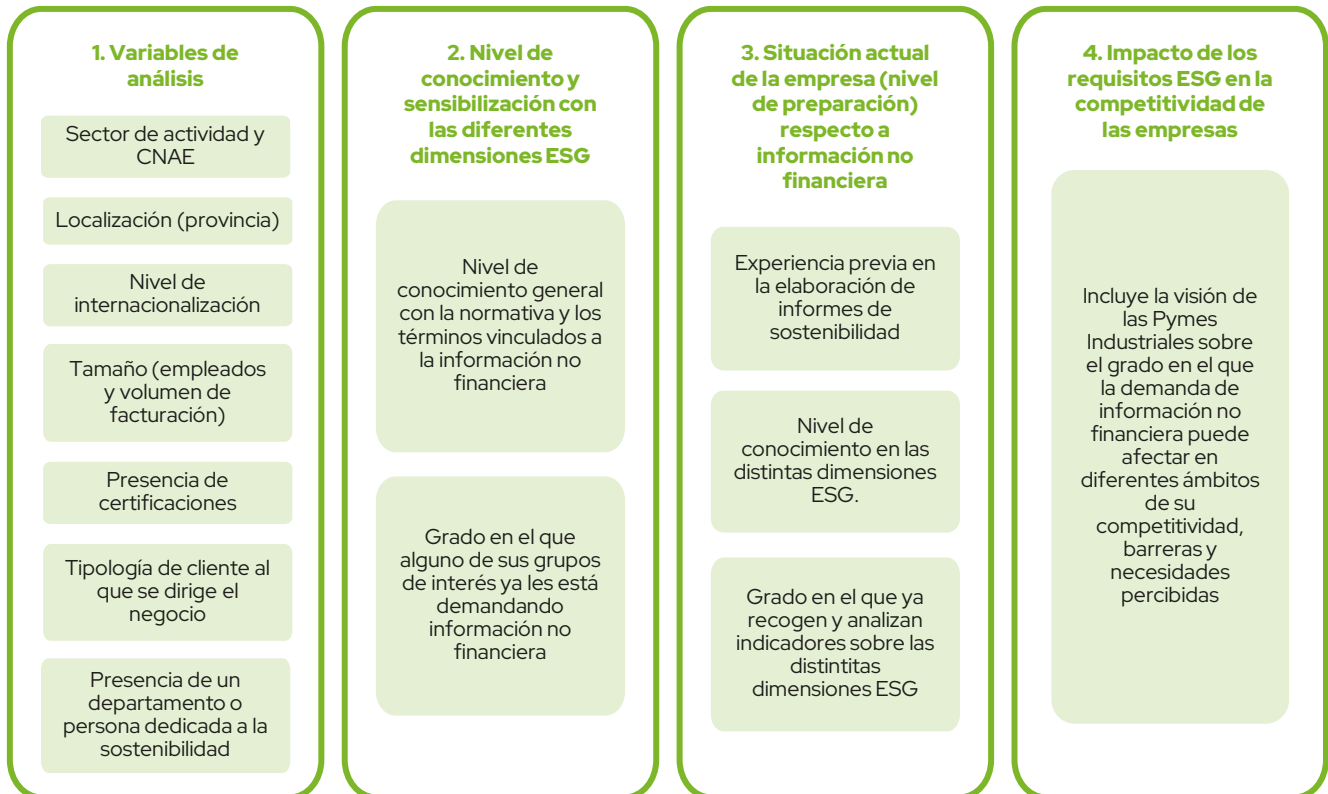 1. Variables de
análisis
Sector de actividad y
CNAE
Localización (provincia)
Nivel de
internacionalización
Tamaño (empleados
y volumen de
facturación)
Presencia de
certificaciones
Tipología de cliente al
que se dirige el
negocio
Presencia de un
departamento o
persona dedicada a la
sostenibilidad
2. Nivel de
conocimiento y
sensibilización con
las diferentes
dimensiones ESG
Nivel de
conocimiento general
con la normativa y los
términos vinculados a
la información no
financiera
Grado en el que
alguno de sus grupos
de interés ya les está
demandando
información no
financiera
3. Situación actual
de la empresa (nivel
de preparación)
respecto a
información no
financiera
Experiencia previa en
la elaboración de
informes de
sostenibilidad
Nivel de
conocimiento en las
distintas dimensiones
ESG.
Grado en el que ya
recogen y analizan
indicadores sobre las
distintitas
dimensiones ESG
4. Impacto de los
requisitos ESG en la
competitividad de
las empresas
Incluye la visión de
las Pymes
Industriales sobre
el grado en el que
la demanda de
información no
financiera puede
afectar en
diferentes ámbitos
de su
competitividad,
barreras y
necesidades
percibidas